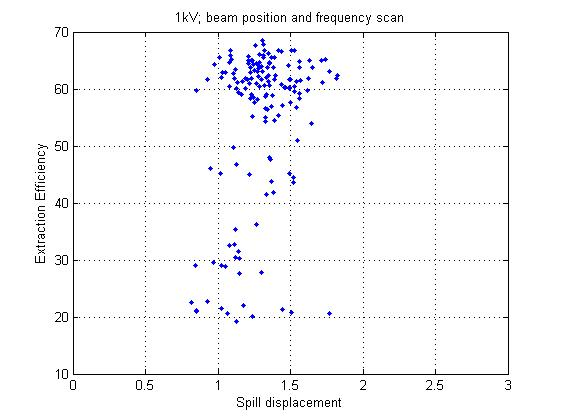 1kV; beam position and frequency scan
70
60
50
40
30
20
10
Extraction Efficiency
0 0.5 1 1.5 2 2.5 3
Spill displacement